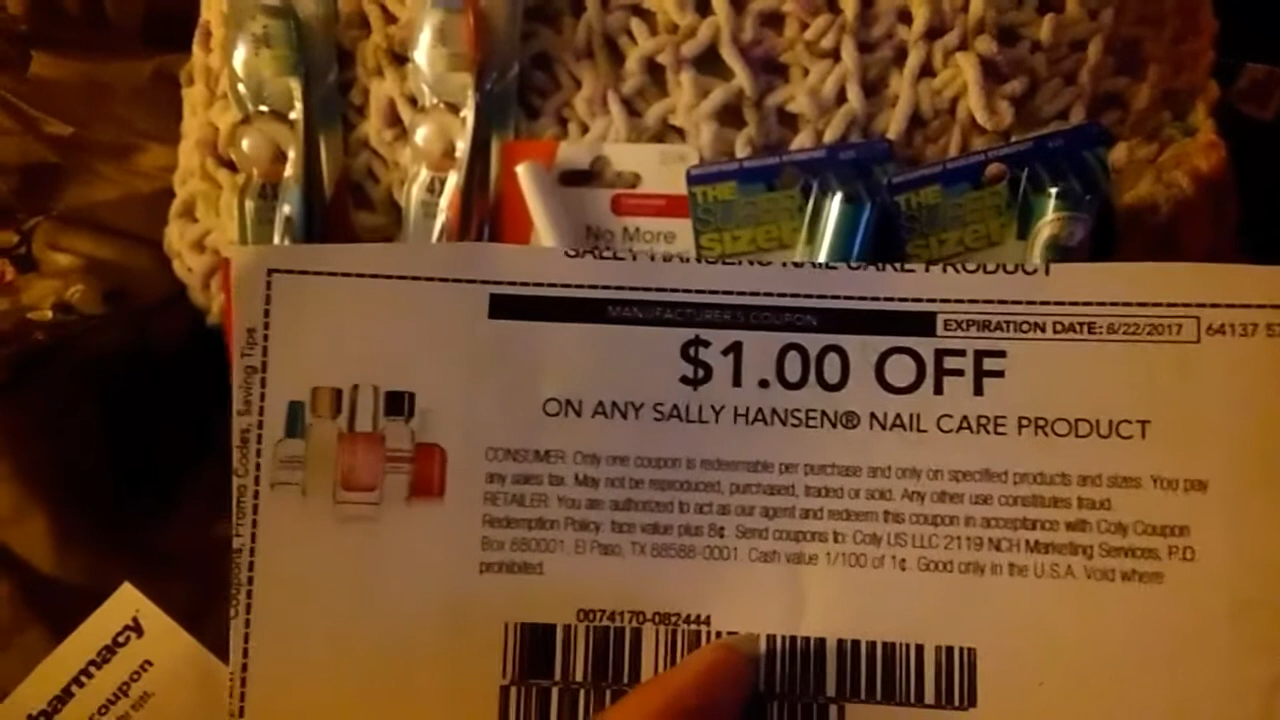 THE
SUPER
SIZER
THE
SUPER
SIZER
No More
SALLY HANSEN® NAIL CARE PRODUCT
MANUFACTURER'S COUPON
EXPIRATION DATE: 8/22/2017
64137
$1.00 OFF
ON ANY SALLY HANSEN® NAIL CARE PRODUCT
CONSUMER: Only one coupon is redeemable per purchase and only on specified products and sizes. You pay
any sales tax. May not be reproduced, purchased, traded or sold. Any other use constitutes fraud.
RETAILER: You are authorized to act as our agent and redeem this coupon in acceptance with Coty Coupon
Redemption Policy: face value plus 8¢. Send coupons to: Coty US LLC 2119 NCH Marketing Services, P.O.
Box 880001, El Paso, TX 88588-0001. Cash value 1/100 of 1¢. Good only in the U.S.A. Void where
prohibited.
0074170-082444
Coupons, Promo Codes, Saving Tips
harmacy
coupon